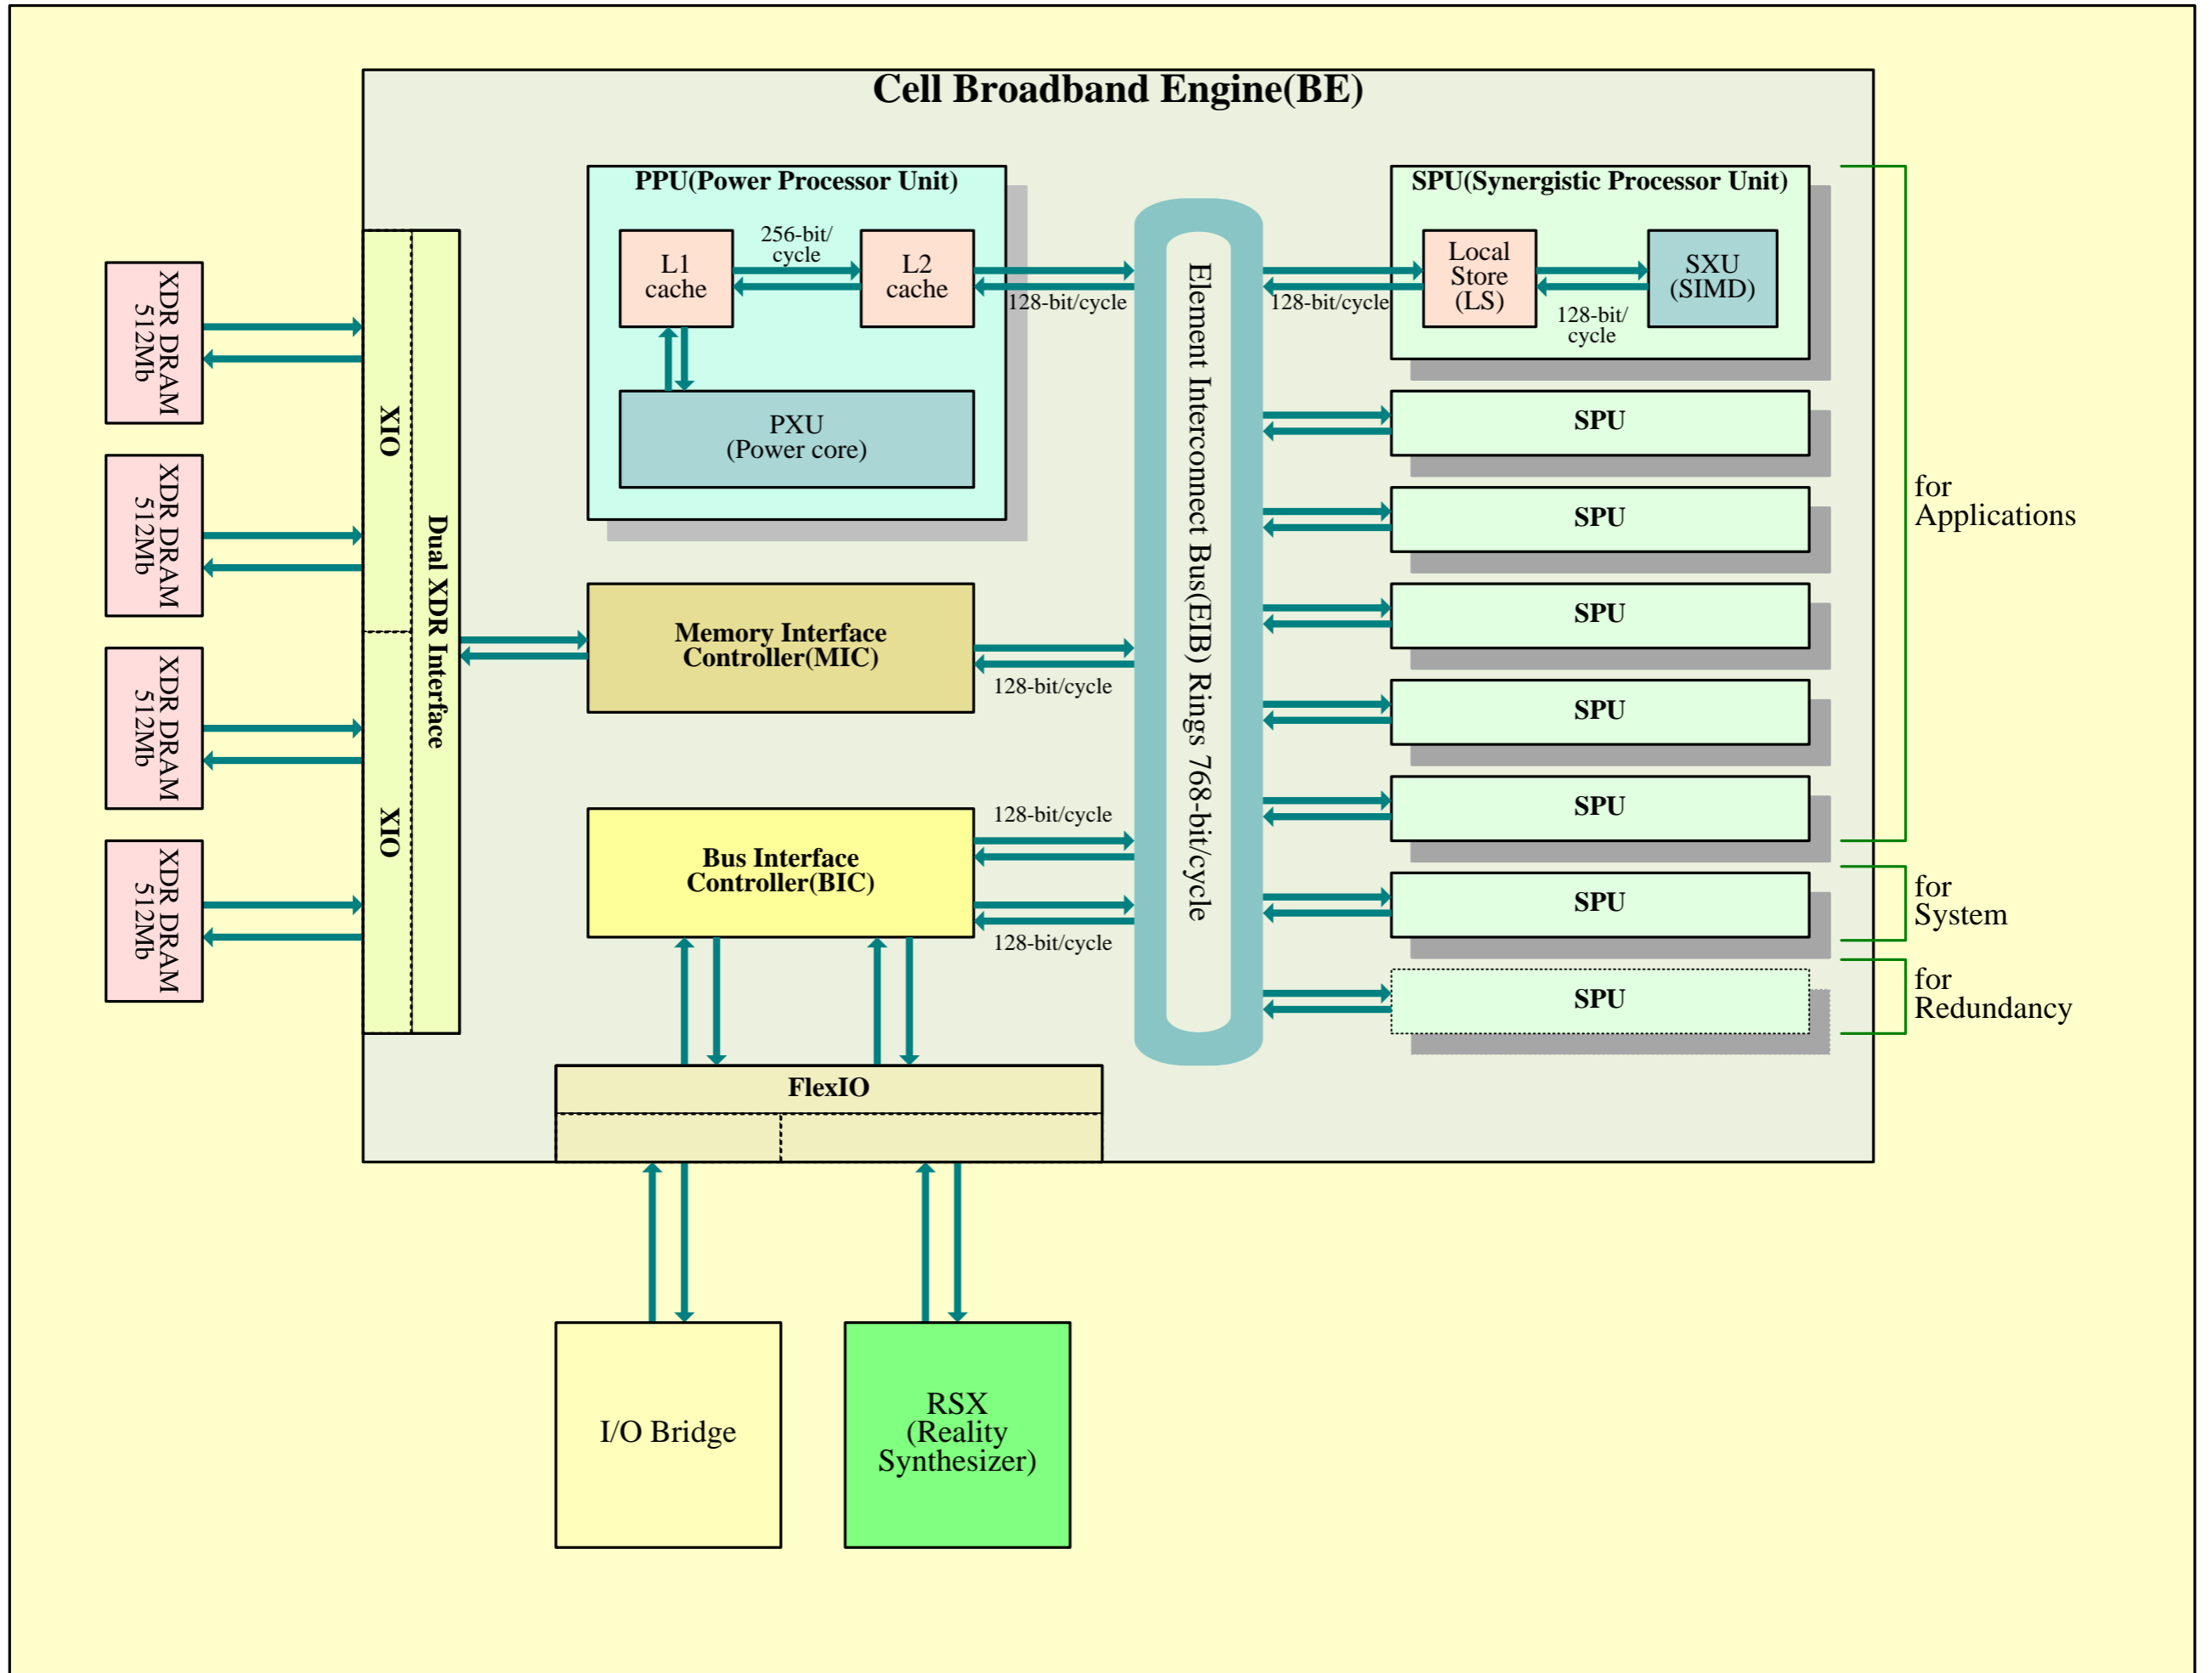 Cell Broadband Engine(BE)
PPU(Power Processor Unit)
L1
cache
256-bit/
cycle
L2
cache
128-bit/cycle
PXU
(Power core)
SPU(Synergistic Processor Unit)
128-bit/cycle
Local
Store
(LS)
128-bit/
cycle
SXU
(SIMD)
SPU
SPU
SPU
SPU
SPU
SPU
SPU
for
Applications
for
System
for
Redundancy
Element Interconnect Bus(EIB) Rings 768-bit/cycle
XDR DRAM
512Mb
XDR DRAM
512Mb
XDR DRAM
512Mb
XDR DRAM
512Mb
XIO
XIO
Dual XDR Interface
Memory Interface
Controller(MIC)
128-bit/cycle
Bus Interface
Controller(BIC)
128-bit/cycle
128-bit/cycle
FlexIO
I/O Bridge
RSX
(Reality
Synthesizer)